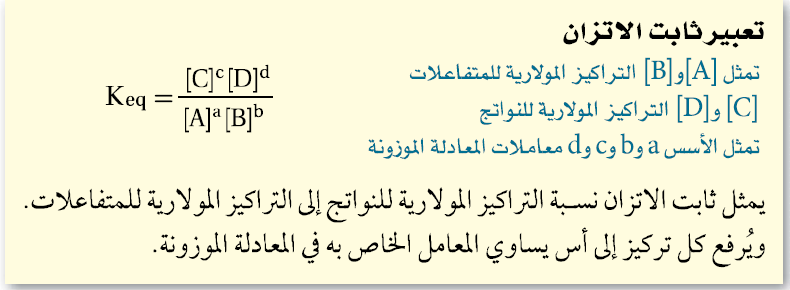 تعبير ثابت الاتزان
تمثل [A] و[B] التراكيز المولارية للمتفاعلات
[C] و[D] التراكيز المولارية للنواتج
تمثل الأسس a وb وc وd معاملات المعادلة الموزونة
Keq = [C]ᶜ[D]ᵈ / [A]ᵃ[B]ᵇ
يمثل ثابت الاتزان نسبة التراكيز المولارية للنواتج إلى التراكيز المولارية للمتفاعلات.
ويُرفع كل تركيز إلى أس يساوي المعامل الخاص به في المعادلة الموزونة.